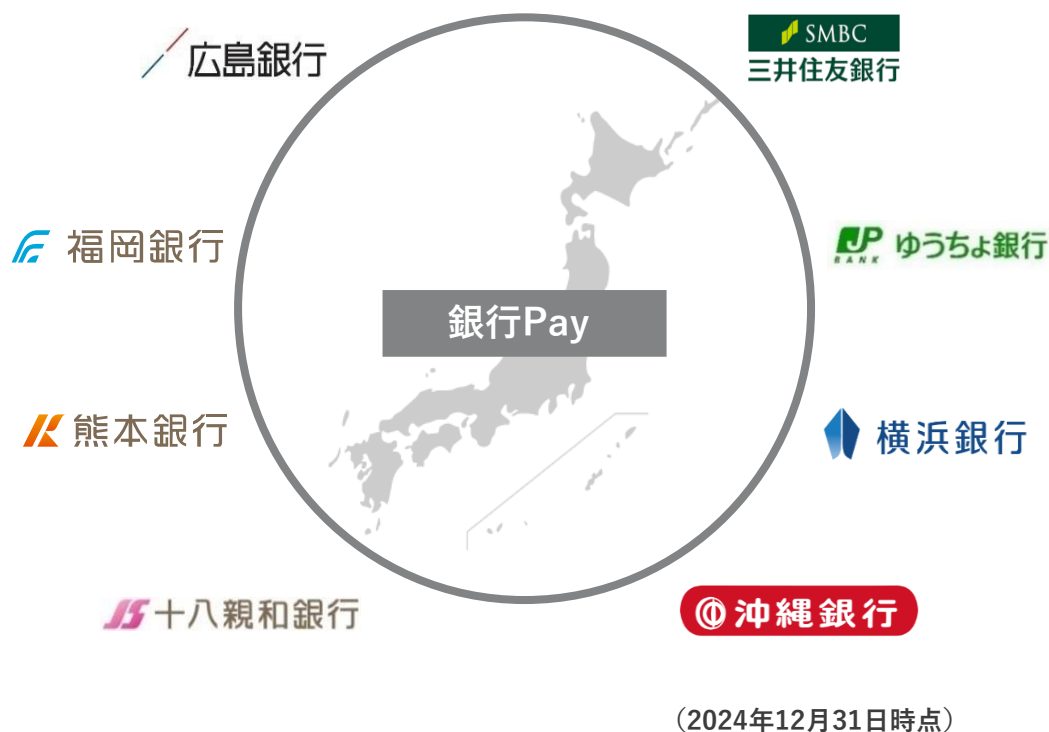 広島銀行
SMBC
三井住友銀行
福岡銀行
JP
BANK
ゆうちょ銀行
銀行Pay
熊本銀行
横浜銀行
十八親和銀行
沖縄銀行
（2024年12月31日時点）